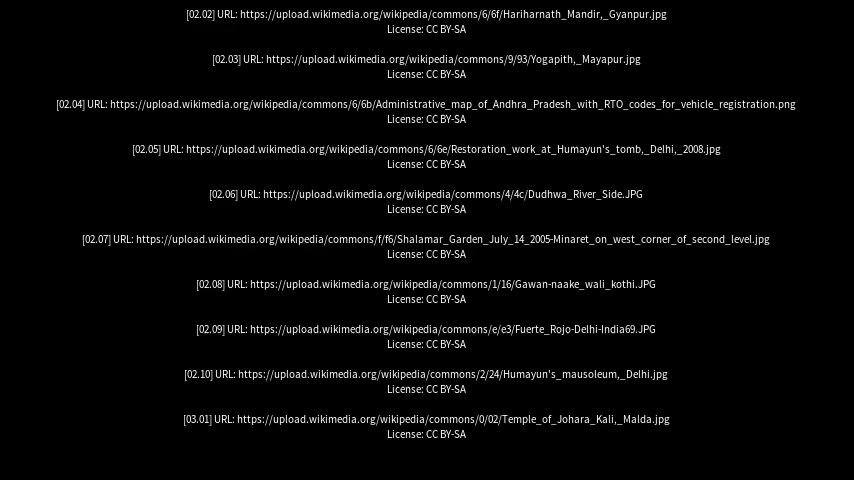 [02.02] URL: https://upload.wikimedia.org/wikipedia/commons/6/6f/Hariharnath_Mandir,_Gyanpur.jpg
License: CC BY-SA
[02.03] URL: https://upload.wikimedia.org/wikipedia/commons/9/93/Yogapith,_Mayapur.jpg
License: CC BY-SA
[02.04] URL: https://upload.wikimedia.org/wikipedia/commons/6/6b/Administrative_map_of_Andhra_Pradesh_with_RTO_codes_for_vehicle_registration.png
License: CC BY-SA
[02.05] URL: https://upload.wikimedia.org/wikipedia/commons/6/6e/Restoration_work_at_Humayun's_tomb,_Delhi,_2008.jpg
License: CC BY-SA
[02.06] URL: https://upload.wikimedia.org/wikipedia/commons/4/4c/Dudhwa_River_Side.JPG
License: CC BY-SA
[02.07] URL: https://upload.wikimedia.org/wikipedia/commons/f/f6/Shalamar_Garden_July_14_2005-Minaret_on_west_corner_of_second_level.jpg
License: CC BY-SA
[02.08] URL: https://upload.wikimedia.org/wikipedia/commons/1/16/Gawan-naake_wali_kothi.JPG
License: CC BY-SA
[02.09] URL: https://upload.wikimedia.org/wikipedia/commons/e/e3/Fuerte_Rojo-Delhi-India69.JPG
License: CC BY-SA
[02.10] URL: https://upload.wikimedia.org/wikipedia/commons/2/24/Humayun's_mausoleum,_Delhi.jpg
License: CC BY-SA
[03.01] URL: https://upload.wikimedia.org/wikipedia/commons/0/02/Temple_of_Johara_Kali,_Malda.jpg
License: CC BY-SA